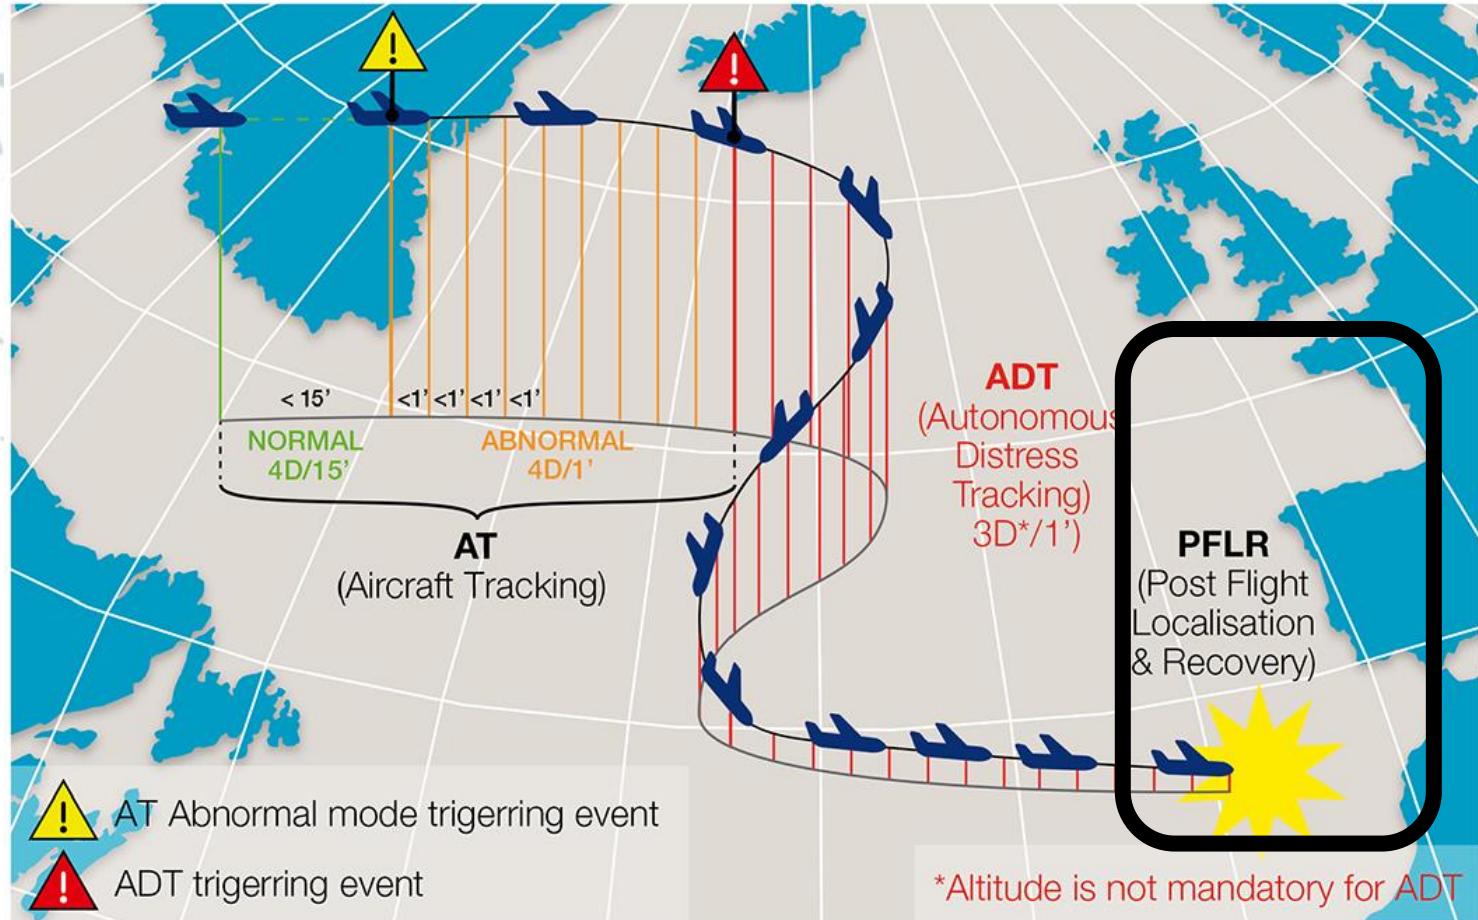 !
!
< 15’
<1’ <1’ <1’ <1’
NORMAL
4D/15’
ABNORMAL
4D/1’
AT
(Aircraft Tracking)
ADT
(Autonomous
Distress
Tracking)
3D*/1’)
PFLR
(Post Flight
Localisation
& Recovery)
! AT Abnormal mode trigerring event
! ADT trigerring event
*Altitude is not mandatory for ADT